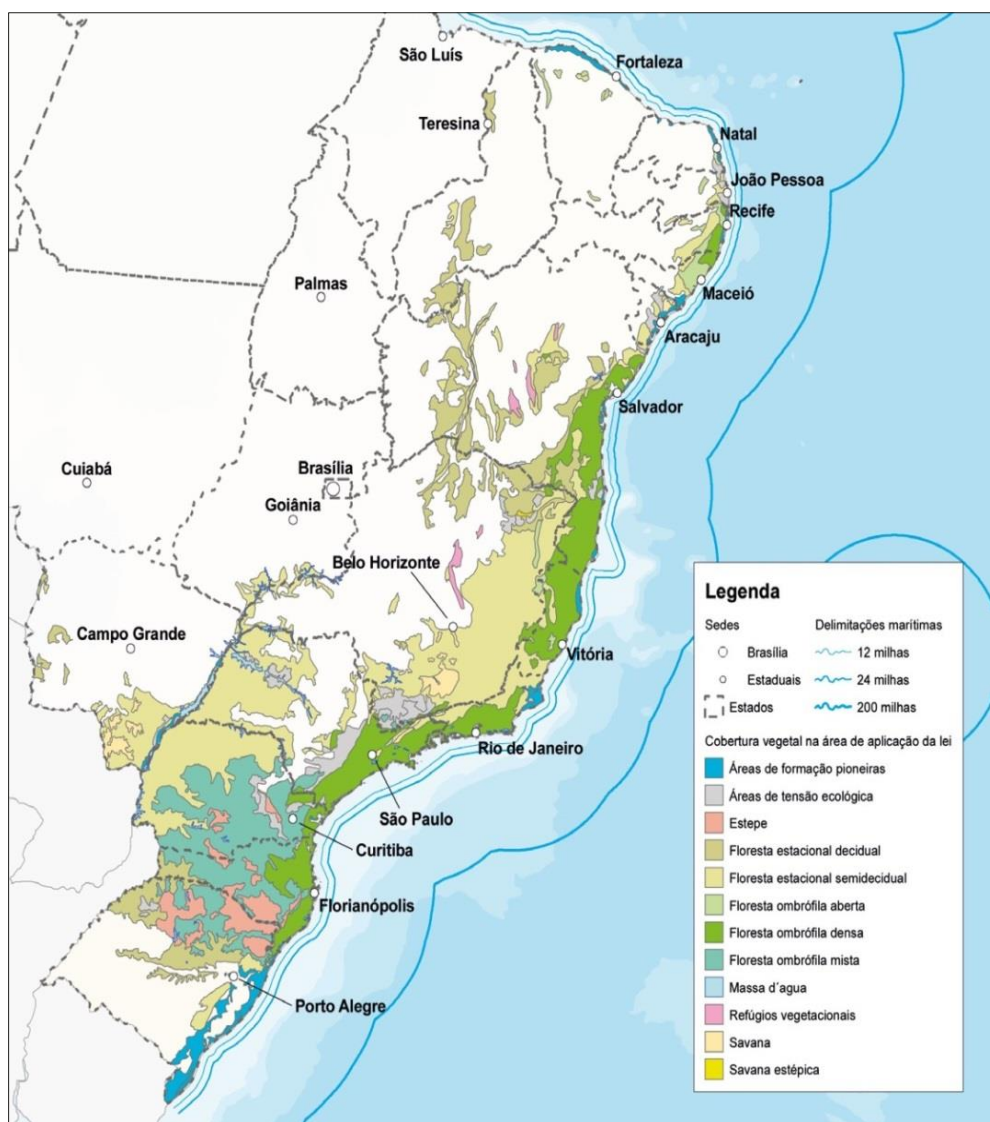 São Luís
Fortaleza
Teresina
Natal
João Pessoa
Recife
Palmas
Maceió
Aracaju
Salvador
Cuiabá
Brasília
Goiânia
Belo Horizonte
Campo Grande
Vitória
Rio de Janeiro
São Paulo
Curitiba
Florianópolis
Porto Alegre
Legenda
Sedes
Delimitações marítimas
Brasília
12 milhas
Estaduais
24 milhas
Estados
200 milhas
Cobertura vegetal na área de aplicação da lei
Áreas de formação pioneiras
Áreas de tensão ecológica
Estepe
Floresta estacional decidual
Floresta estacional semidecidual
Floresta ombrófila aberta
Floresta ombrófila densa
Floresta ombrófila mista
Massa d´agua
Refúgios vegetacionais
Savana
Savana estépica